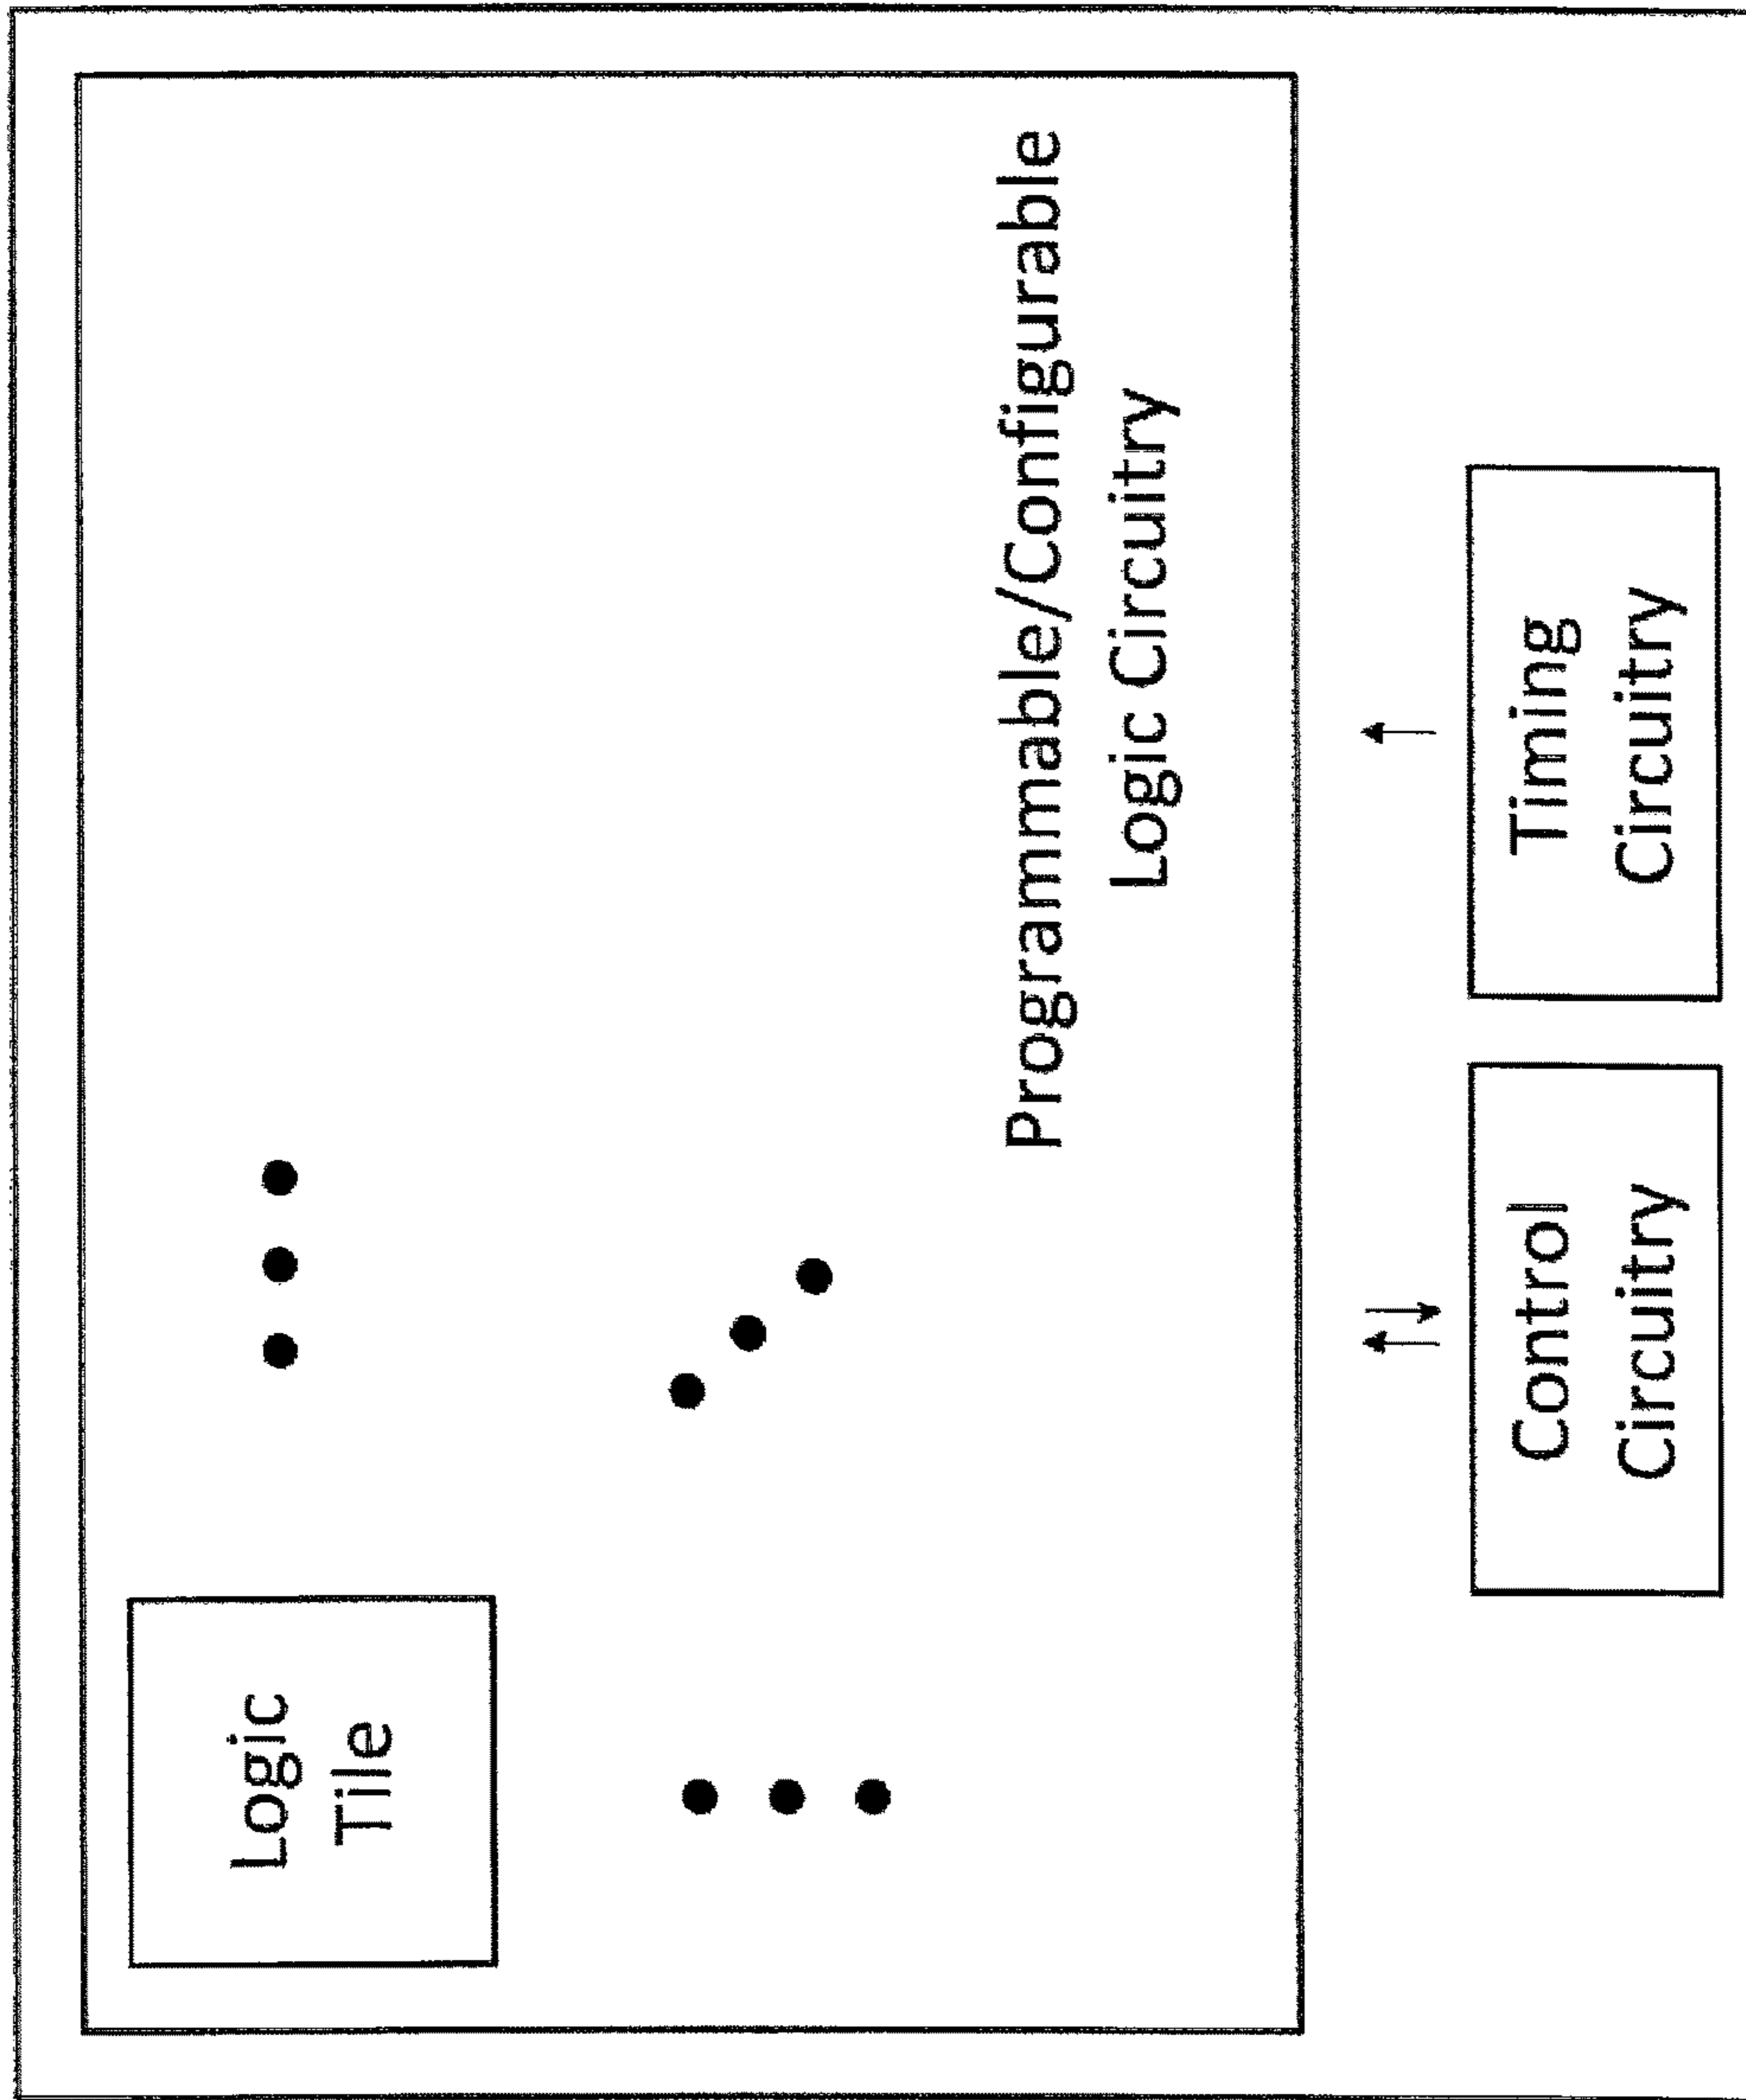 Logic
Tile
Programmable/Configurable
Logic Circuitry
Control
Circuitry
Timing
Circuitry